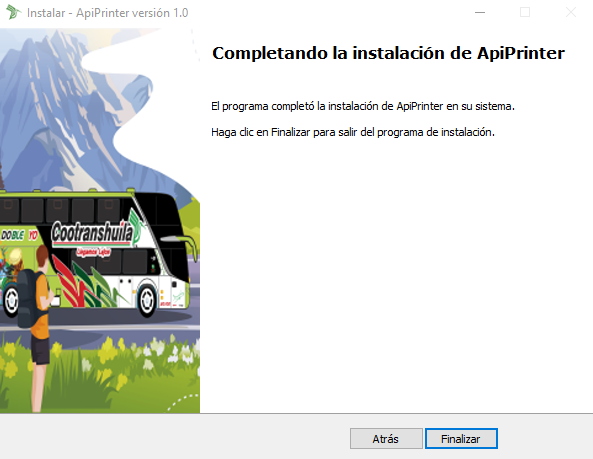 Instalar - ApiPrinter versión 1.0
Completando la instalación de ApiPrinter
El programa completó la instalación de ApiPrinter en su sistema.
Haga clic en Finalizar para salir del programa de instalación.
DOBLE YO
Cootranshuila
Llegamos Lejos
Atrás
Finalizar